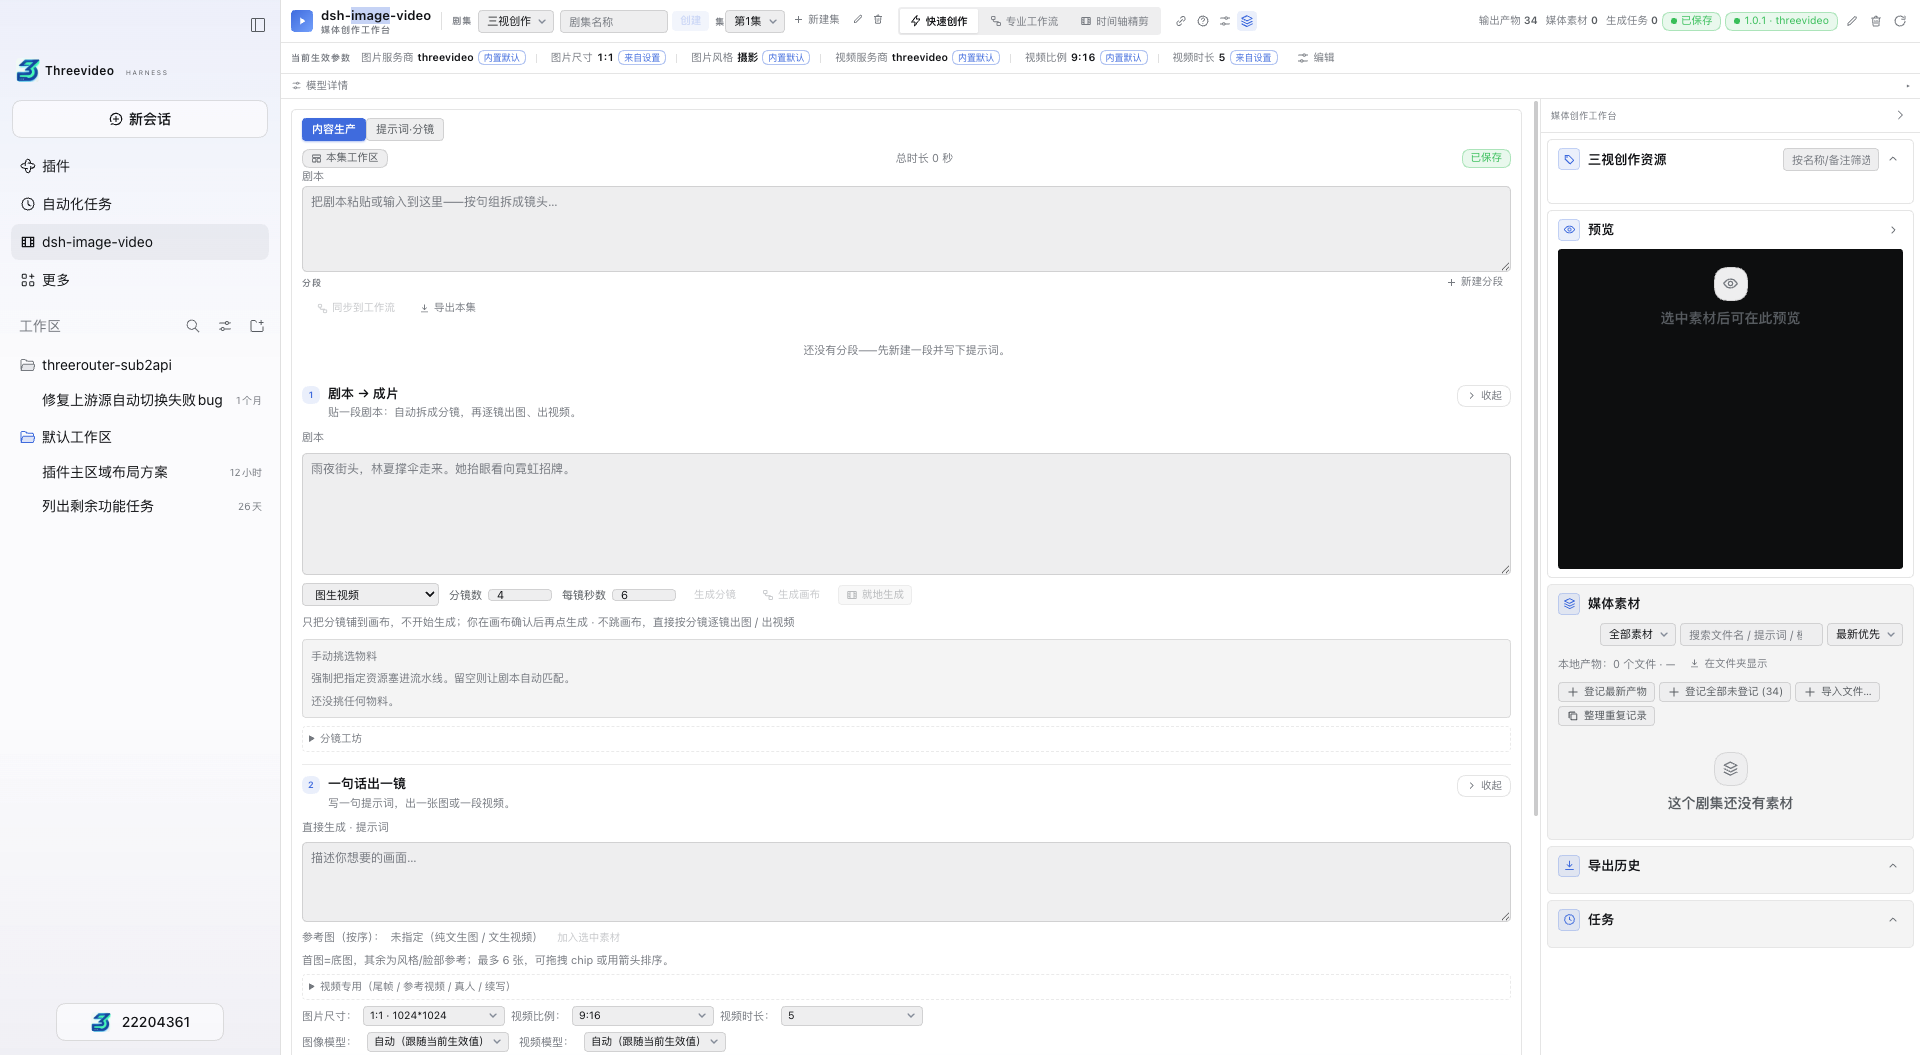 Threevideo HARNESS
新会话
插件
自动化任务
dsh-image-video
更多
工作区
threerouter-sub2api
修复上游源自动切换失败 bug 1个月
默认工作区
插件主区域布局方案 12小时
列出剩余功能任务 26天
22204361
dsh-image-video
媒体创作工作台
剧集 三视创作 剧集名称 创建 集 第1集 新建集 快速创作 专业工作流 时间轴精剪 输出产物 34 媒体素材 0 生成任务 0 已保存 1.0.1 · threevideo
当前生效参数 图片服务商 threevideo 内置默认 图片尺寸 1:1 来自设置 图片风格 摄影 内置默认 视频服务商 threevideo 内置默认 视频比例 9:16 内置默认 视频时长 5 来自设置 编辑
模型详情
内容生产 提示词·分镜
本集工作区 总时长 0 秒 已保存
剧本
把剧本粘贴或输入到这里——按句组拆成镜头...
分段 新建分段
同步到工作流 导出本集
还没有分段——先新建一段并写下提示词。
1 剧本 → 成片 收起
贴一段剧本：自动拆成分镜，再逐镜出图、出视频。
剧本
雨夜街头，林夏撑伞走来。她抬眼看向霓虹招牌。
图生视频 分镜数 4 每镜秒数 6 生成分镜 生成画布 就地生成
只把分镜铺到画布，不开始生成；你在画布确认后再点生成 · 不跳画布，直接按分镜逐镜出图 / 出视频
手动挑选物料
强制把指定资源塞进流水线。留空则让剧本自动匹配。
还没挑任何物料。
分镜工坊
2 一句话出一镜 收起
写一句提示词，出一张图或一段视频。
直接生成 · 提示词
描述你想要的画面...
参考图（按序）： 未指定（纯文生图 / 文生视频） 加入选中素材
首图=底图，其余为风格/脸部参考；最多 6 张，可拖拽 chip 或用箭头排序。
视频专用（尾帧 / 参考视频 / 真人 / 续写）
图片尺寸： 1:1 · 1024*1024 视频比例： 9:16 视频时长： 5
图像模型： 自动（跟随当前生效值） 视频模型： 自动（跟随当前生效值）
媒体创作工作台
三视创作资源 按名称/备注筛选
预览
选中素材后可在此预览
媒体素材
全部素材 搜索文件名 / 提示词 / 最新优先
本地产物：0 个文件 · — 在文件夹显示
登记最新产物 登记全部未登记 (34) 导入文件...
整理重复记录
这个剧集还没有素材
导出历史
任务